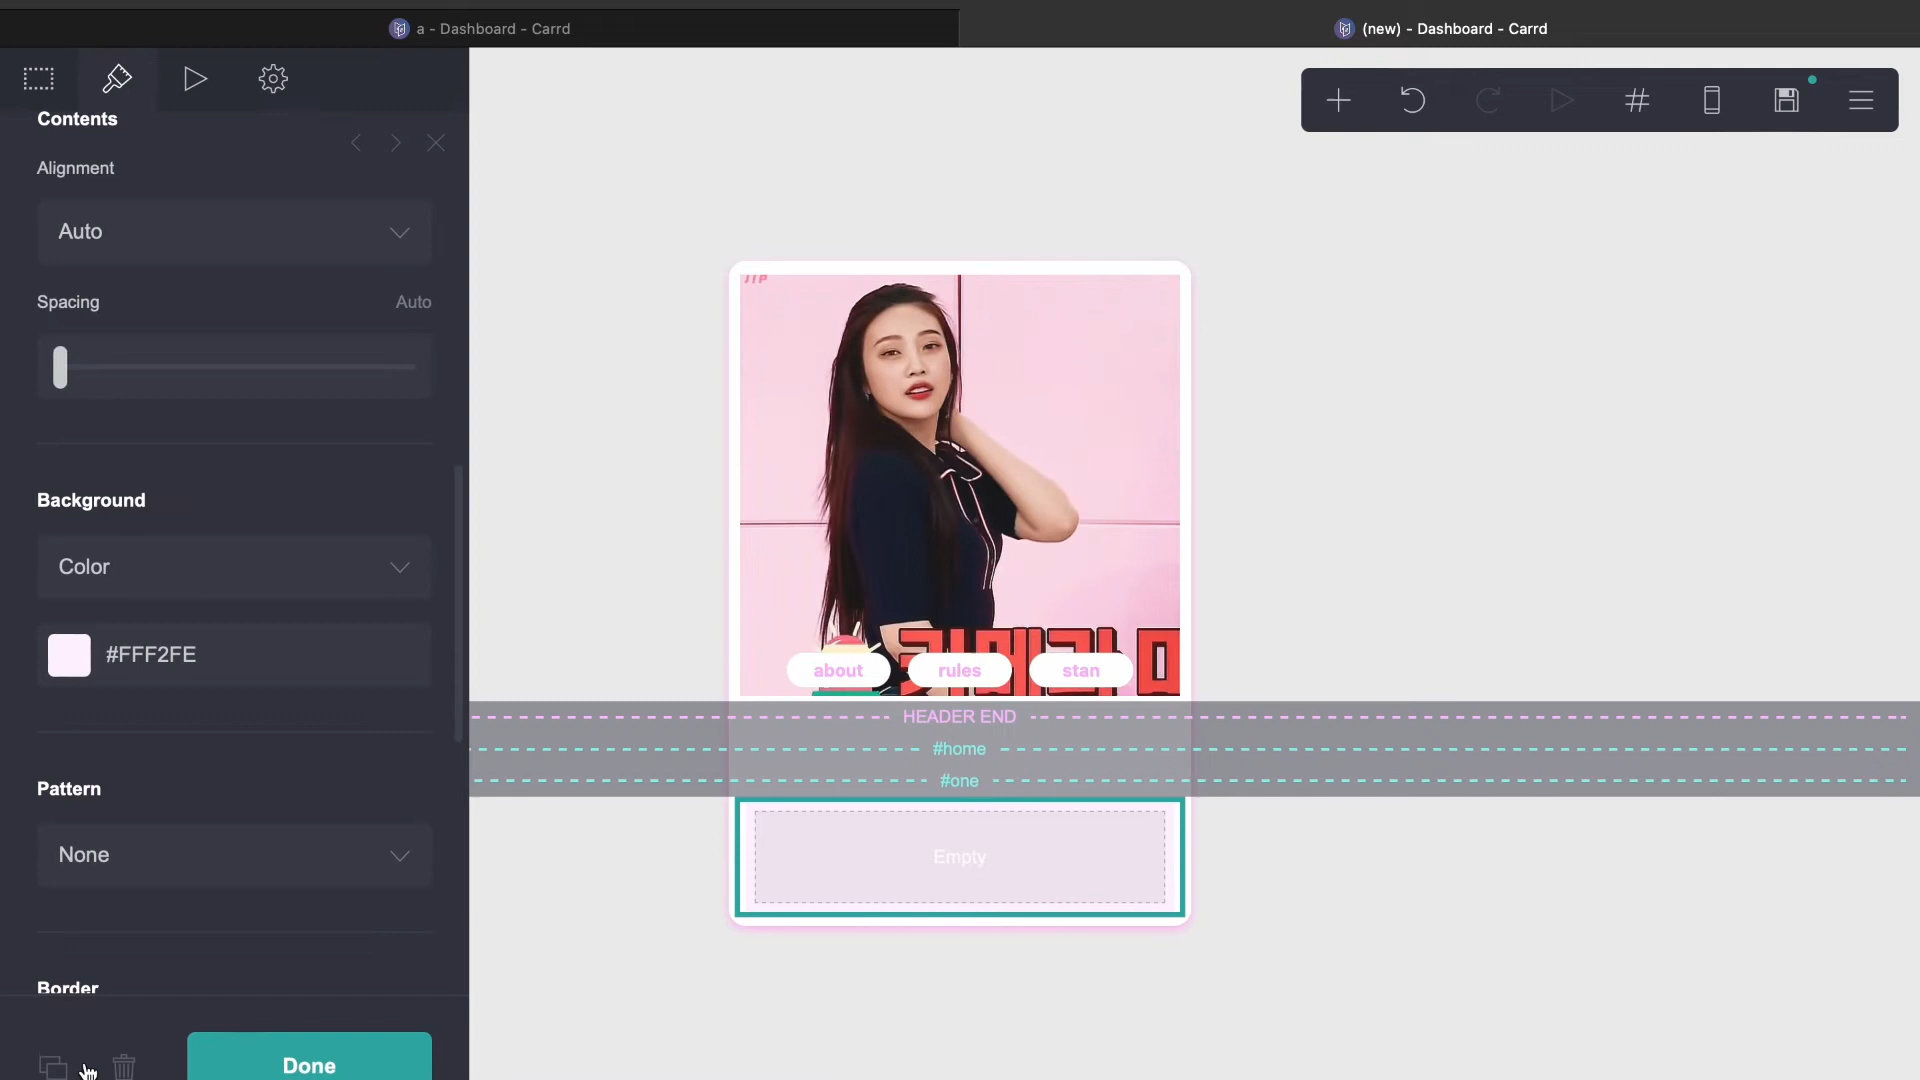 a - Dashboard - Carrd
(new) - Dashboard - Carrd
Contents
Alignment
Auto
Spacing Auto
Background
Color
#FFF2FE
Pattern
None
Border
Done
JYP
about rules stan
HEADER END
#home
#one
Empty